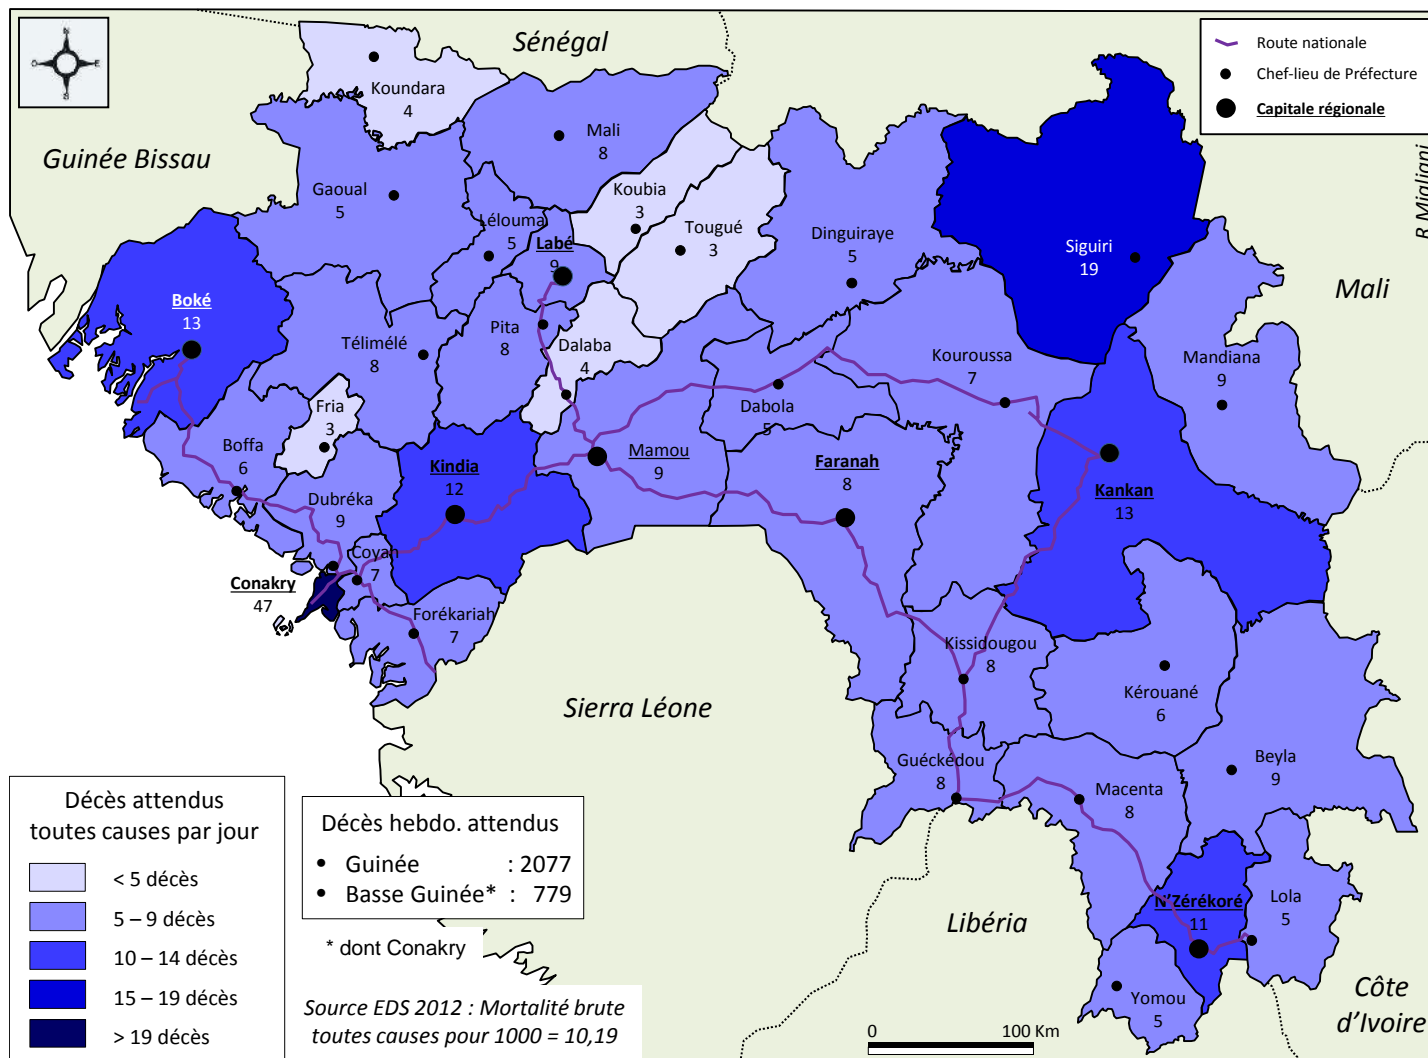 Sénégal
Route nationale
Chef-lieu de Préfecture
Capitale régionale
R Migliani
Koundara
4
Guinée Bissau
Mali
8
Gaoual
5
Koubia
3
Lélouma
5
Labé
9
Tougué
3
Dinguiraye
5
Siguiri
19
Mali
Boké
13
Télimélé
8
Pita
8
Dalaba
4
Kouroussa
7
Mandiana
9
Fria
3
Dabola
5
Boffa
6
Kindia
12
Mamou
9
Faranah
8
Kankan
13
Dubréka
9
Coyah
7
Conakry
47
Forékariah
7
Kissidougou
8
Kérouané
6
Sierra Léone
Guéckédou
8
Macenta
8
Beyla
9
N'Zérékoré
11
Lola
5
Libéria
Yomou
5
Côte
d'Ivoire
Décès attendus
toutes causes par jour
< 5 décès
5 – 9 décès
10 – 14 décès
15 – 19 décès
> 19 décès
Décès hebdo. attendus
• Guinée : 2077
• Basse Guinée* : 779
* dont Conakry
Source EDS 2012 : Mortalité brute
toutes causes pour 1000 = 10,19
0 100 Km